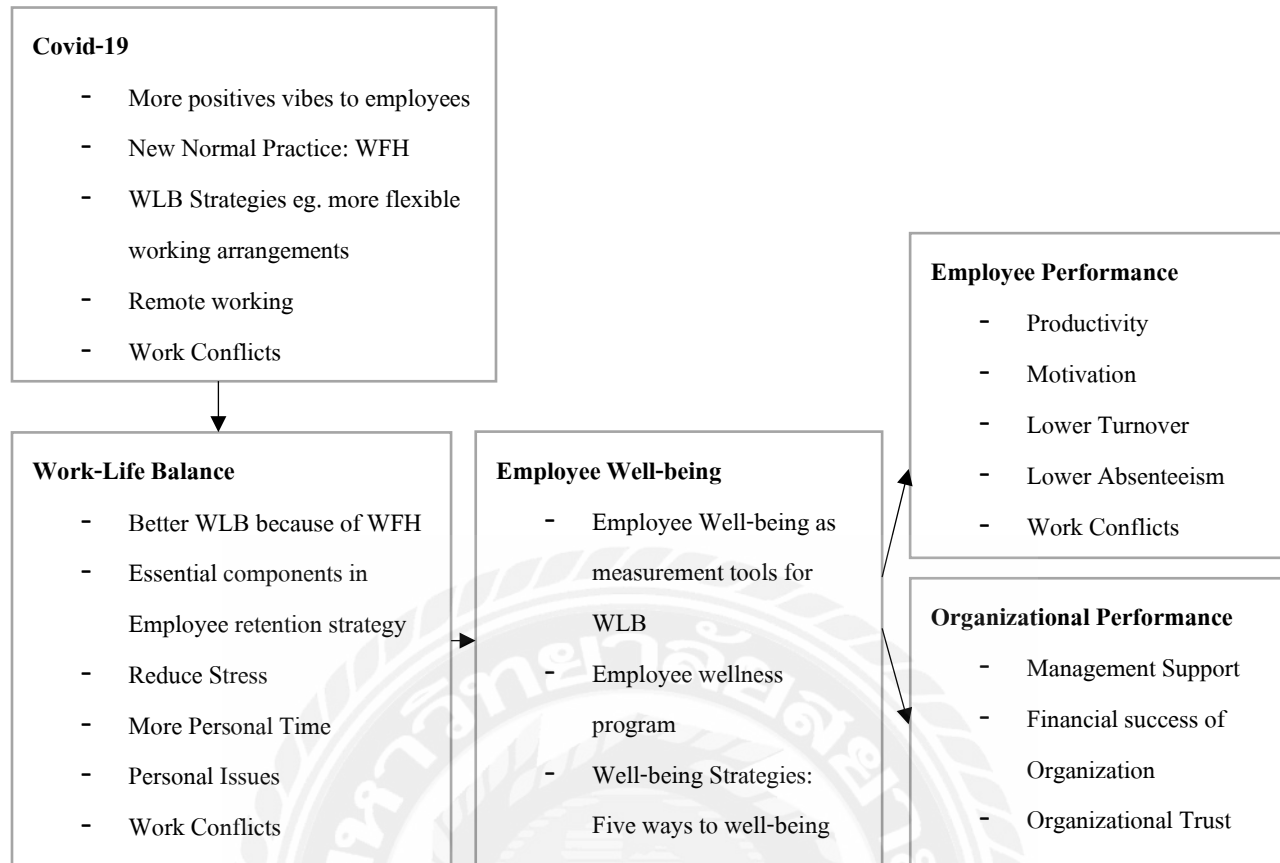 Covid-19
- More positives vibes to employees
- New Normal Practice: WFH
- WLB Strategies eg. more flexible
working arrangements
- Remote working
- Work Conflicts
Work-Life Balance
- Better WLB because of WFH
- Essential components in
Employee retention strategy
- Reduce Stress
- More Personal Time
- Personal Issues
- Work Conflicts
Employee Well-being
- Employee Well-being as
measurement tools for
WLB
- Employee wellness
program
- Well-being Strategies:
Five ways to well-being
Employee Performance
- Productivity
- Motivation
- Lower Turnover
- Lower Absenteeism
- Work Conflicts
Organizational Performance
- Management Support
- Financial success of
Organization
- Organizational Trust